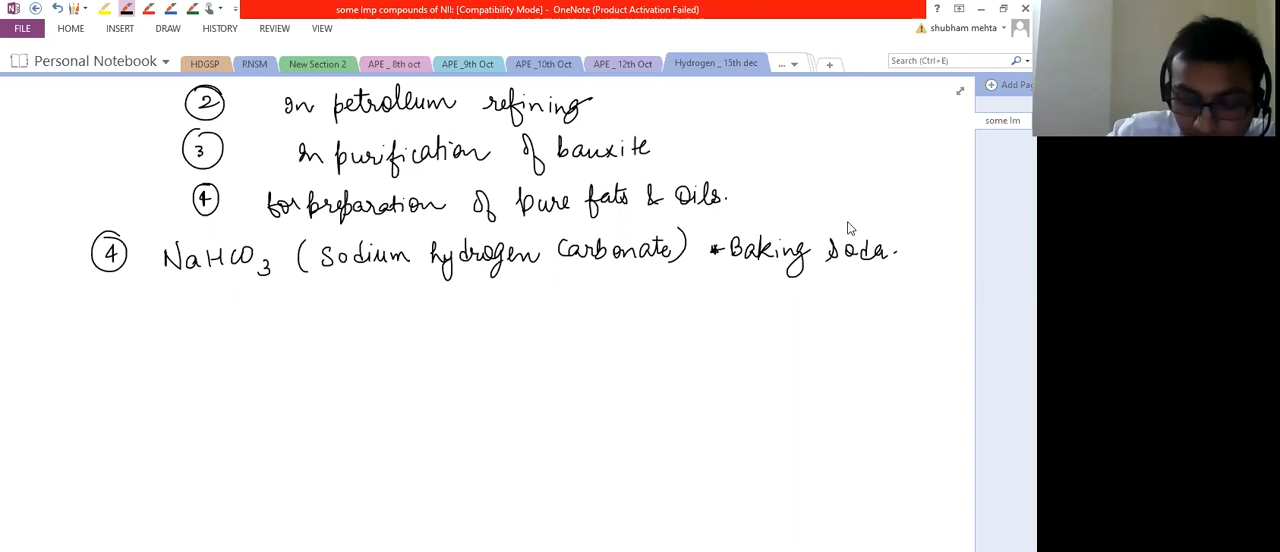 some Imp compounds of NII: [Compatibility Mode] - OneNote (Product Activation Failed)
FILE HOME INSERT DRAW HISTORY REVIEW VIEW shubham mehta
Personal Notebook HDGSP RNSM New Section 2 APE _ 8th oct APE _9th Oct APE _10th Oct APE _ 12th Oct Hydrogen _ 15th dec ... + Search (Ctrl+E)
Add Pag
some Im
2 In petroleum refining
3 In purification of bauxite
4 for preparation of pure fats & Oils.
4 NaHCO3 (Sodium hydrogen Carbonate) *Baking Soda.